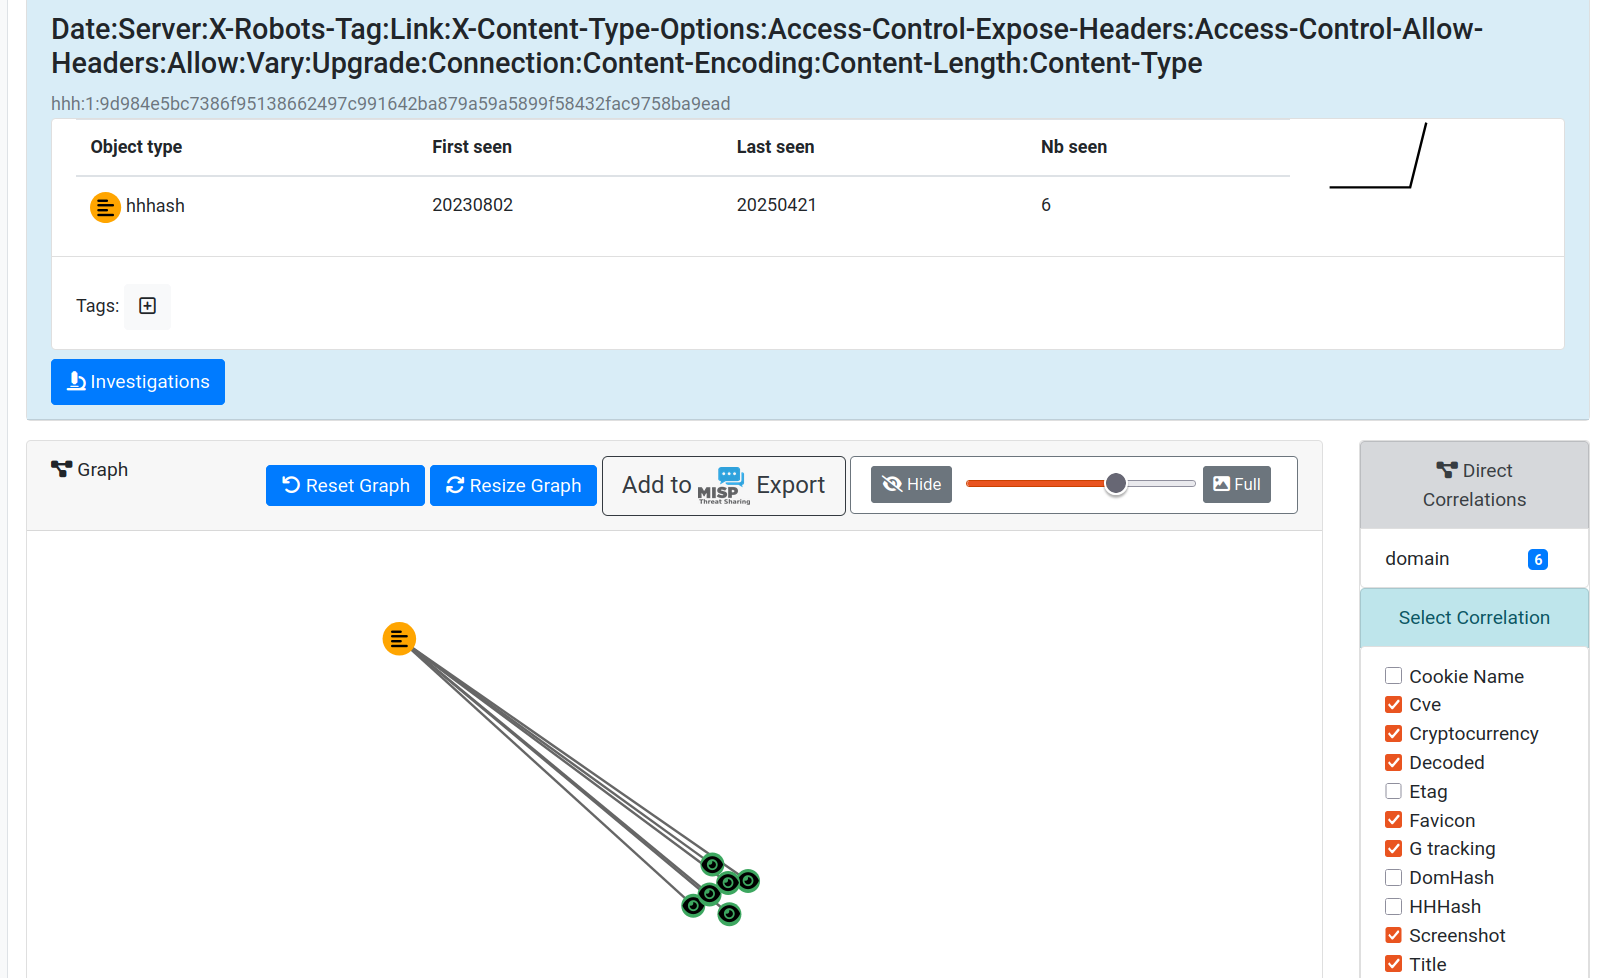 Date:Server:X-Robots-Tag:Link:X-Content-Type-Options:Access-Control-Expose-Headers:Access-Control-Allow-
Headers:Allow:Vary:Upgrade:Connection:Content-Encoding:Content-Length:Content-Type
hhh:1:9d984e5bc7386f95138662497c991642ba879a59a5899f58432fac9758ba9ead
Object type First seen Last seen Nb seen
hhhash 20230802 20250421 6
Tags:
Investigations
Graph
Reset Graph
Resize Graph
Add to MISP Threat Sharing Export
Hide
Full
Direct
Correlations
domain 6
Select Correlation
Cookie Name
Cve
Cryptocurrency
Decoded
Etag
Favicon
G tracking
DomHash
HHHash
Screenshot
Title